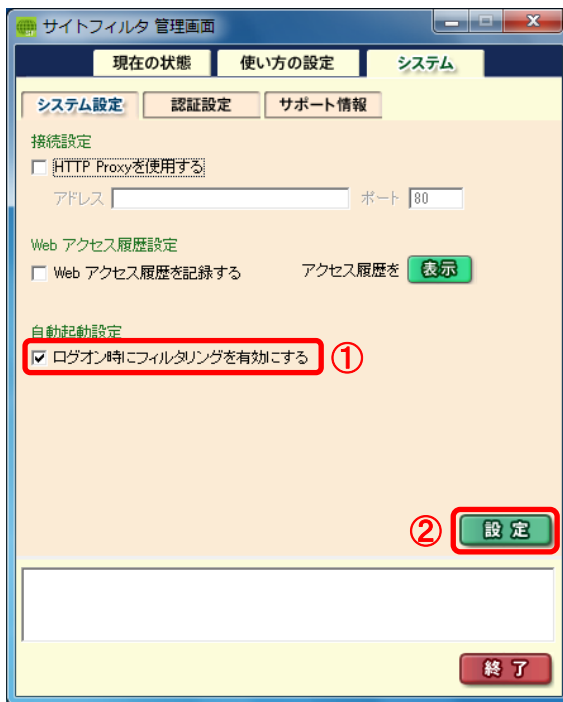 サイトフィルタ 管理画面
現在の状態 使い方の設定 システム
システム設定 認証設定 サポート情報
接続設定
HTTP Proxyを使用する
アドレス ポート 80
Web アクセス履歴設定
Web アクセス履歴を記録する アクセス履歴を 表示
自動起動設定
ログオン時にフィルタリングを有効にする ①
② 設定
終了